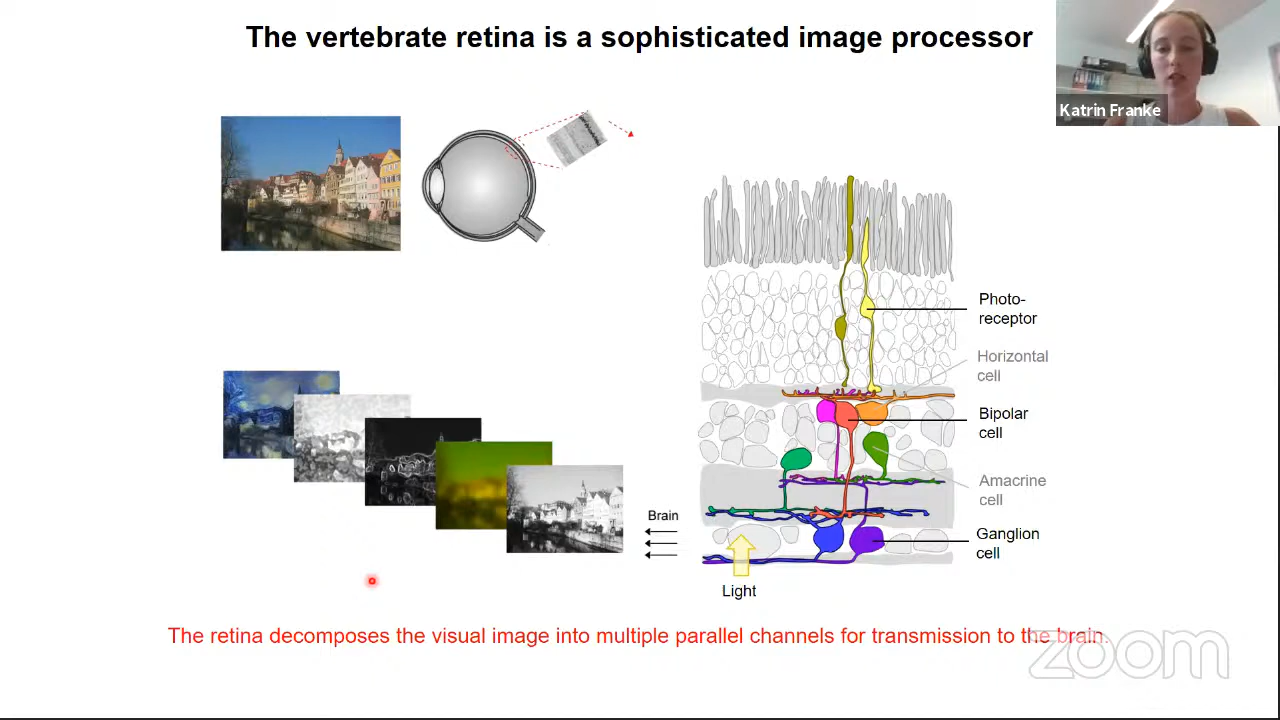 The vertebrate retina is a sophisticated image processor
Katrin Franke
Photo-
receptor
Horizontal
cell
Bipolar
cell
Amacrine
cell
Brain
Ganglion
cell
Light
The retina decomposes the visual image into multiple parallel channels for transmission to the brain.
zoom